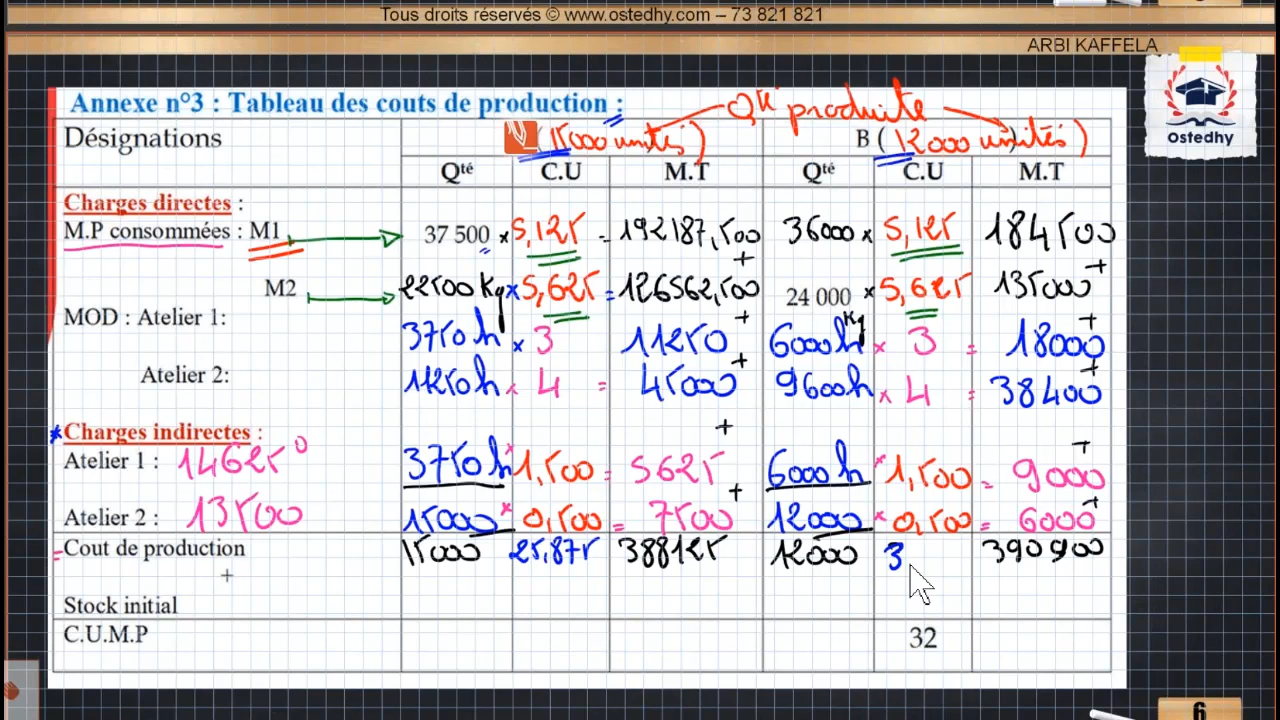 Tous droits réservés © www.ostedhy.com – 73 821 821
ARBI KAFFELA
Ostedhy
Annexe n°3 : Tableau des couts de production :
Qté produite
Désignations (15000 unités) B (12000 unités)
Qté C.U M.T Qté C.U M.T
Charges directes :
M.P consommées : M1 37 500 × 5,125 = 192187,500 36000 × 5,125 184500
+
M2 22500 Kg × 5,625 = 126562,500 24 000 Kg × 5,625 135000 +
MOD : Atelier 1: 3750 h × 3 11250 + 6000 h × 3 = 18000 +
Atelier 2: 11250 h × 4 = 45000 + 9600 h × 4 = 38400 +
* Charges indirectes : + +
Atelier 1 : 14625 0 3750 h × 1,500 = 5625 6000 h × 1,500 = 9000
Atelier 2 : 13500 15000 × 0,500 = 7500 + 12000 × 0,500 = 6000 +
= Cout de production 15000 25,875 388125 12000 3 390900
+
Stock initial
C.U.M.P 32
6